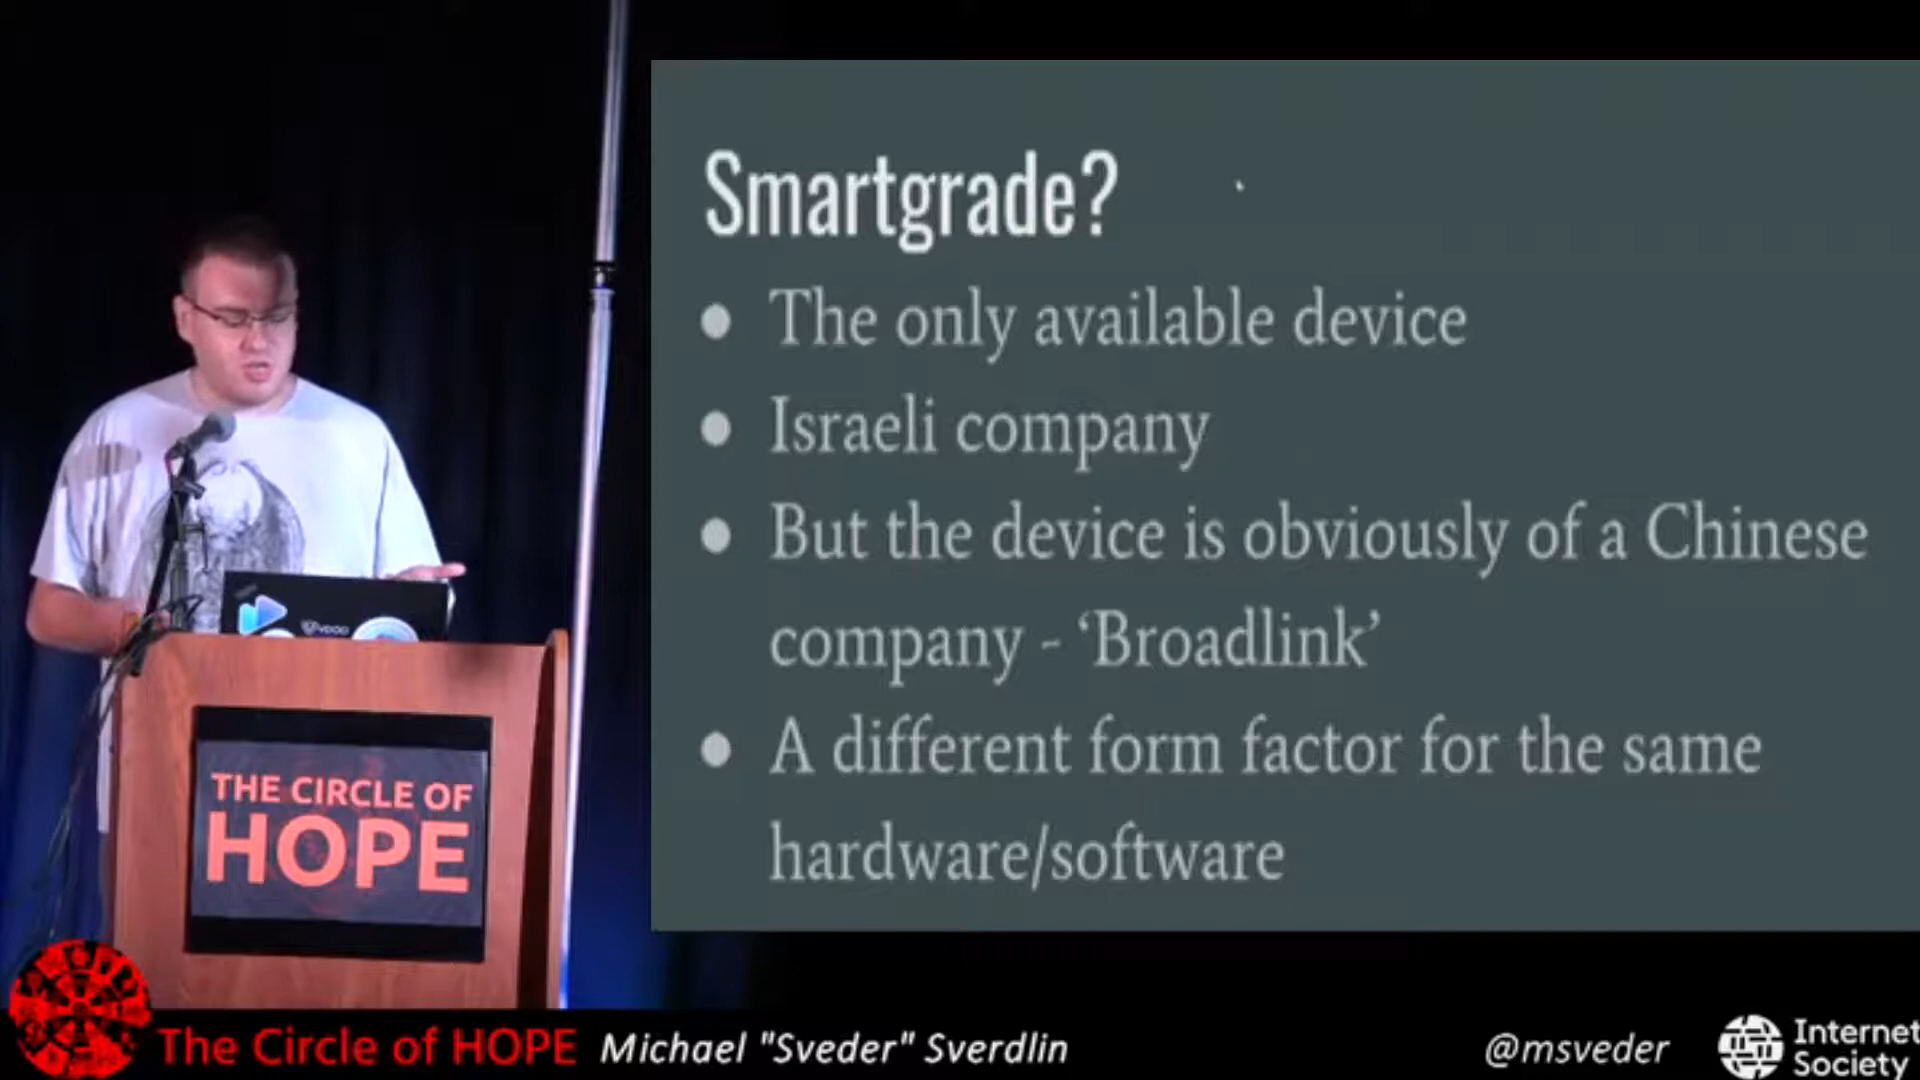 Smartgrade?
● The only available device
● Israeli company
● But the device is obviously of a Chinese
company - ‘Broadlink’
● A different form factor for the same
hardware/software
THE CIRCLE OF
HOPE
The Circle of HOPE Michael "Sveder" Sverdlin
@msveder
Internet
Society